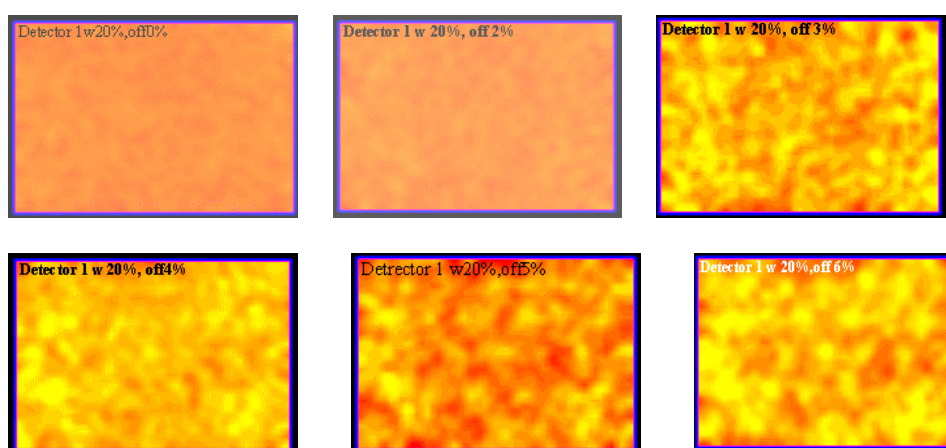 Detector 1w20%,off0%
Detector 1 w 20%, off 2%
Detector 1 w 20%, off 3%
Detector 1 w 20%, off4%
Detrector 1 w20%,off5%
Detector 1 w 20%,off 6%